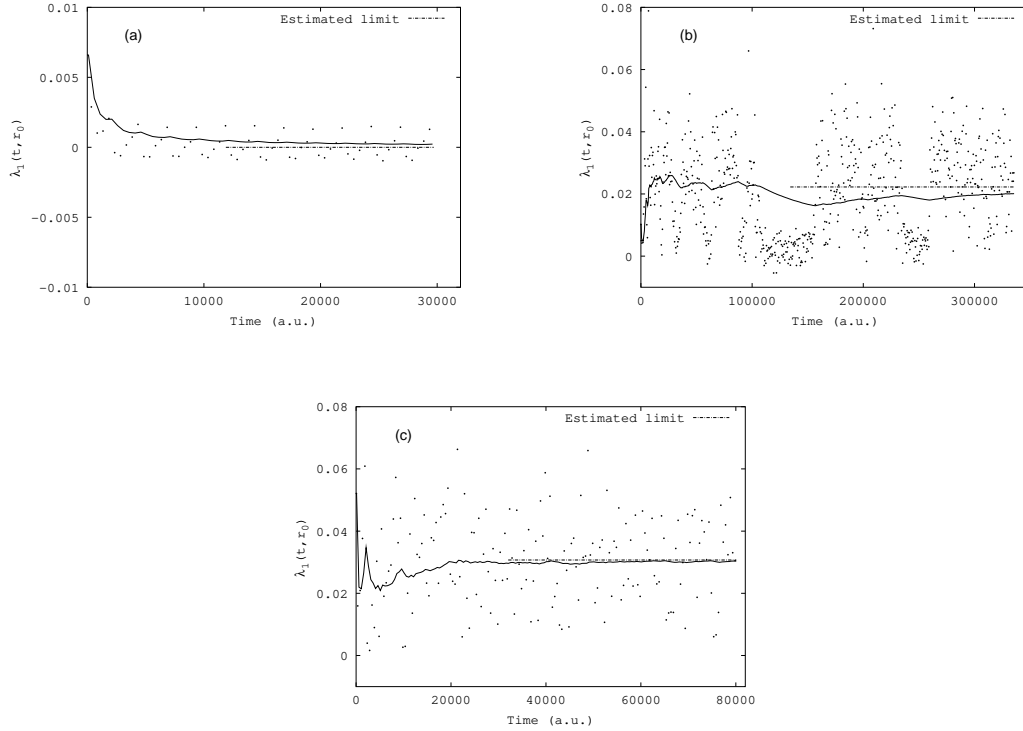 0.01
0.005
0
−0.005
−0.01
0
10000
20000
30000
Time (a.u.)
λ1(t,r0)
(a)
Estimated limit
0.08
0.06
0.04
0.02
0
0
100000
200000
300000
Time (a.u.)
λ1(t,r0)
(b)
Estimated limit
0.08
0.06
0.04
0.02
0
0
20000
40000
60000
80000
Time (a.u.)
λ1(t,r0)
(c)
Estimated limit